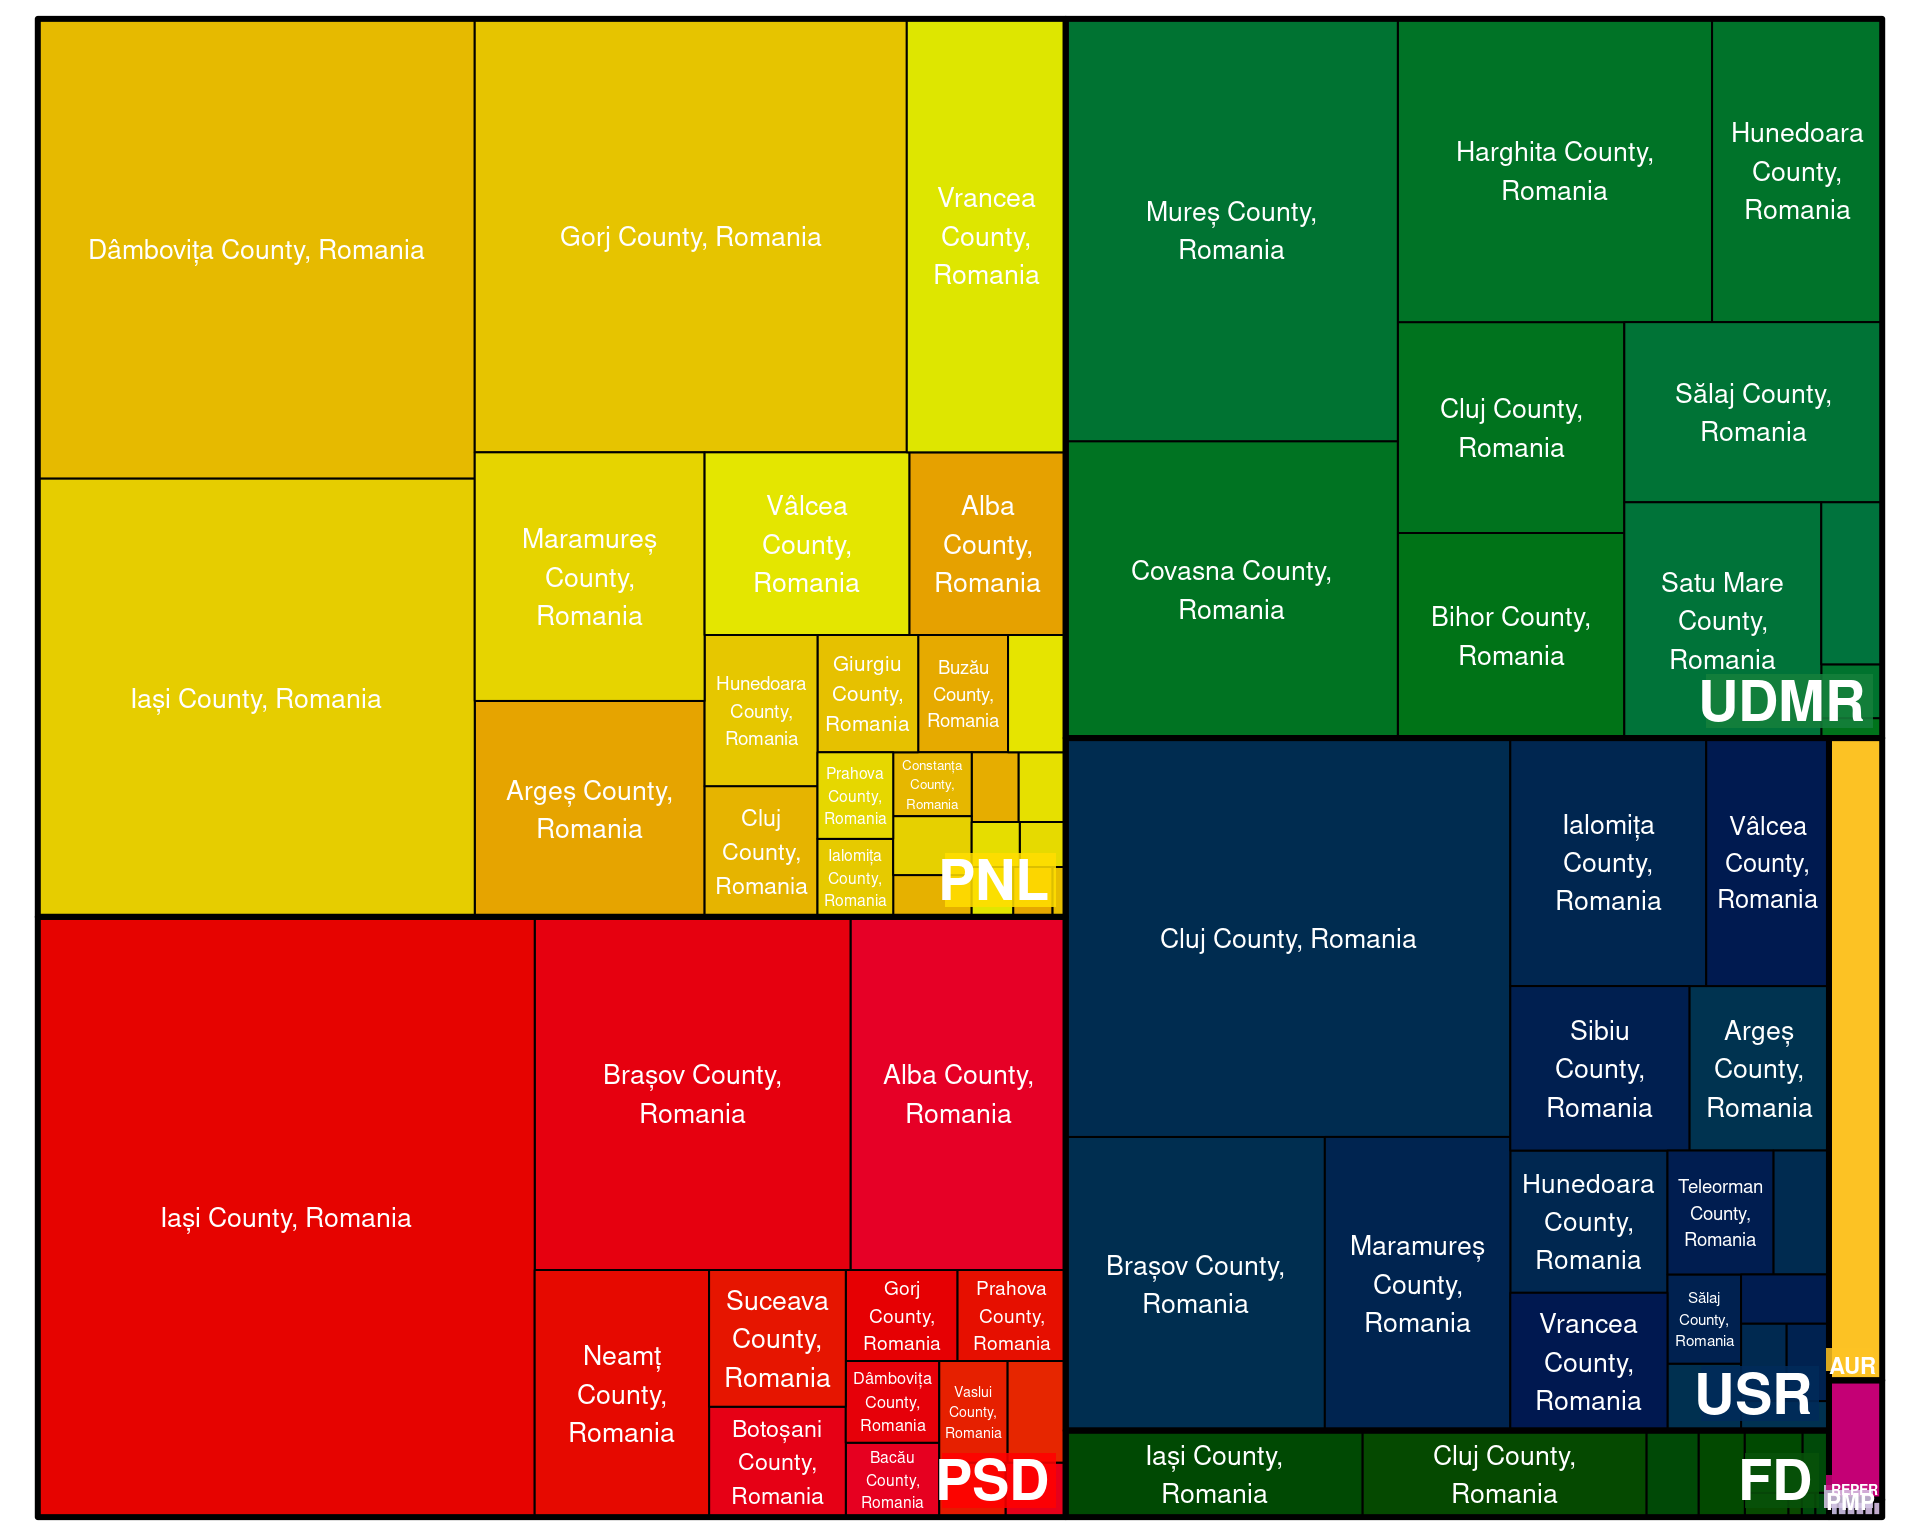 Dâmbovița County, Romania
Gorj County, Romania
Vrancea
County,
Romania
Iași County, Romania
Maramureș
County,
Romania
Vâlcea
County,
Romania
Alba
County,
Romania
Argeș County,
Romania
Hunedoara
County,
Romania
Giurgiu
County,
Romania
Buzău
County,
Romania
Cluj
County,
Romania
Prahova
County,
Romania
Constanța
County,
Romania
Ialomița
County,
Romania
PNL
Mureș County,
Romania
Harghita County,
Romania
Hunedoara
County,
Romania
Covasna County,
Romania
Cluj County,
Romania
Sălaj County,
Romania
Bihor County,
Romania
Satu Mare
County,
Romania
UDMR
Iași County, Romania
Brașov County,
Romania
Alba County,
Romania
Neamț
County,
Romania
Suceava
County,
Romania
Botoșani
County,
Romania
Gorj
County,
Romania
Prahova
County,
Romania
Dâmbovița
County,
Romania
Bacău
County,
Romania
Vaslui
County,
Romania
PSD
Cluj County, Romania
Ialomița
County,
Romania
Vâlcea
County,
Romania
Brașov County,
Romania
Maramureș
County,
Romania
Sibiu
County,
Romania
Argeș
County,
Romania
Hunedoara
County,
Romania
Teleorman
County,
Romania
Vrancea
County,
Romania
Sălaj
County,
Romania
USR
AUR
Iași County,
Romania
Cluj County,
Romania
FD
REPER
PMP